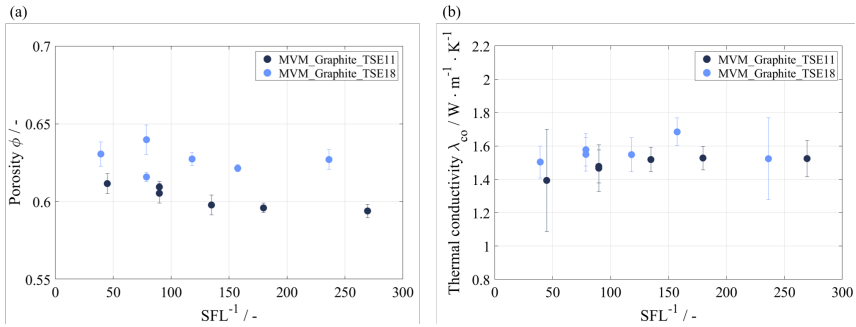 (a)
0.7
0.65
0.6
0.55
Porosity ϕ / -
0 50 100 150 200 250 300
SFL⁻¹ / -
MVM_Graphite_TSE11
MVM_Graphite_TSE18
(b)
2.2
2
1.8
1.6
1.4
1.2
1
0.8
Thermal conductivity λco / W · m⁻¹ · K⁻¹
0 50 100 150 200 250 300
SFL⁻¹ / -
MVM_Graphite_TSE11
MVM_Graphite_TSE18